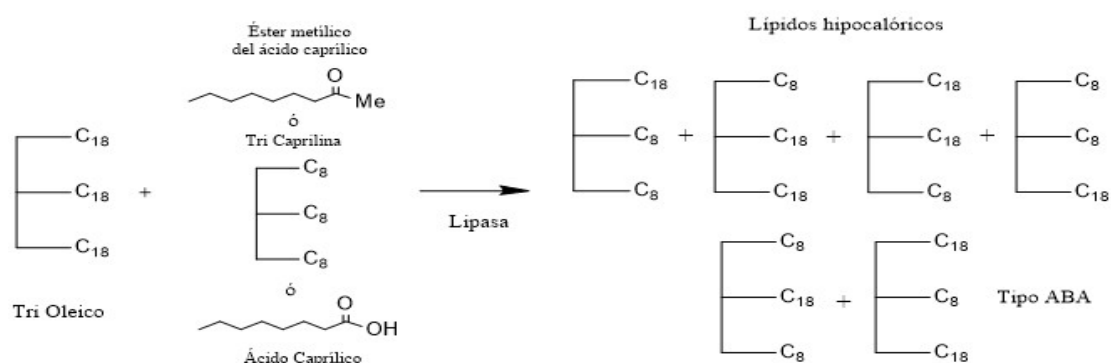 Éster metílico
del ácido caprílico
O
Me
ó
Tri Caprilina
C8
C8
C8
ó
O
OH
Ácido Caprílico
C18
C18
C18
Tri Oleico
+
Lipasa
Lípidos hipocalóricos
C18
C8
C8
+
C8
C18
C18
+
C18
C18
C8
+
C8
C8
C18
C8
C18
C8
+
C18
C8
C18
Tipo ABA